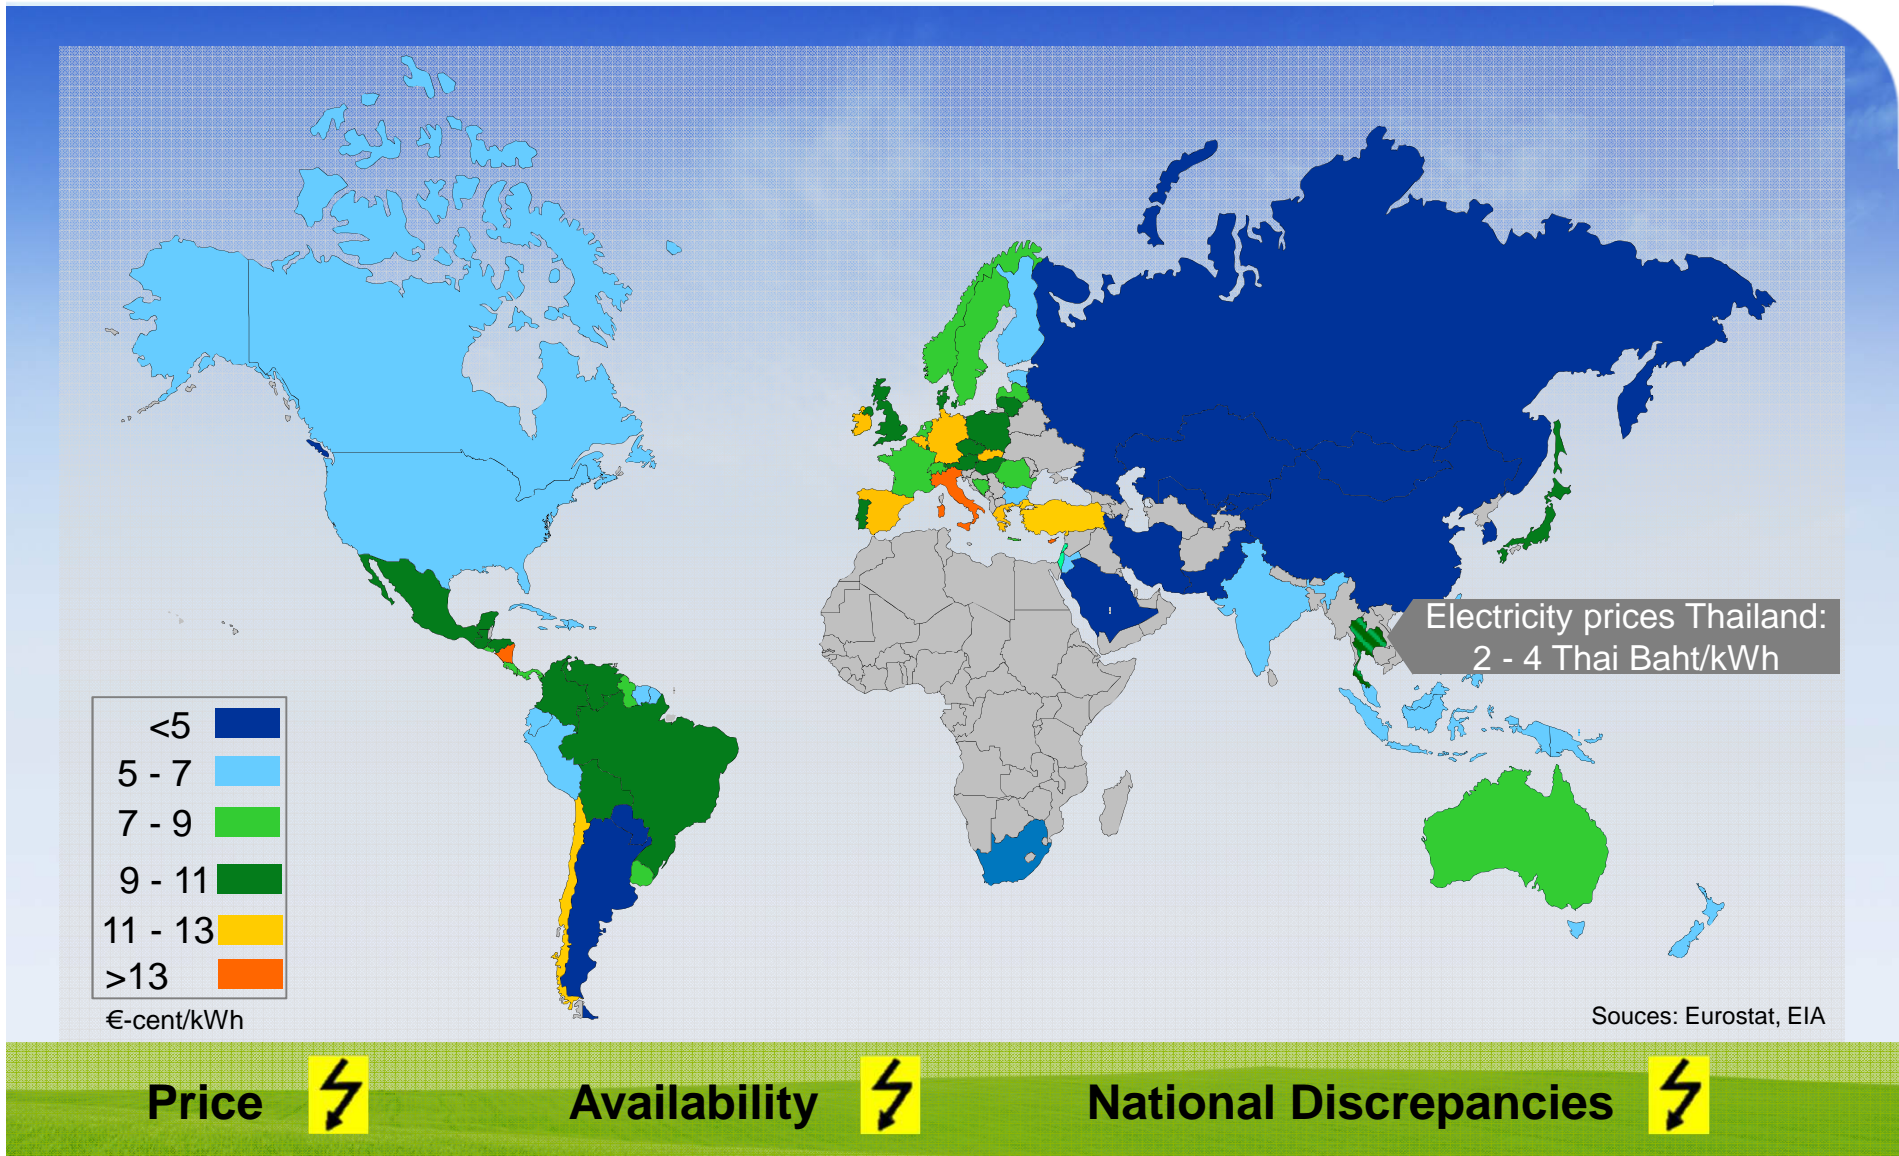 Electricity prices Thailand:
2 - 4 Thai Baht/kWh
<5
5 - 7
7 - 9
9 - 11
11 - 13
>13
€-cent/kWh
Souces: Eurostat, EIA
Price
Availability
National Discrepancies